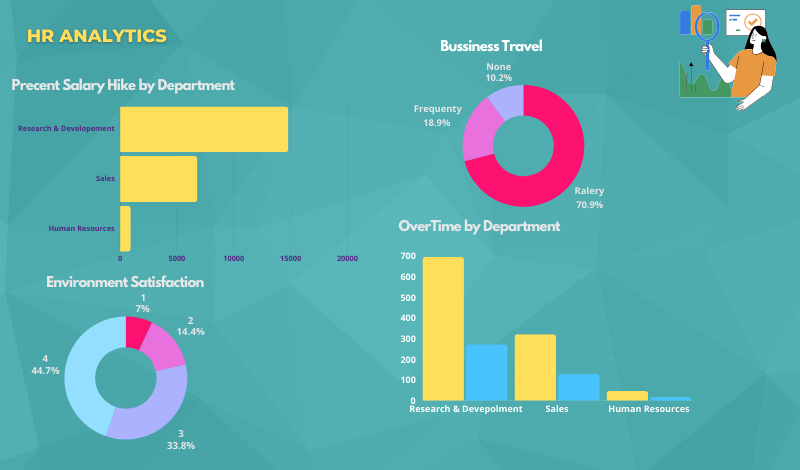 HR ANALYTICS
Precent Salary Hike by Department
Research & Developement
Sales
Human Resources
0 5000 10000 15000 20000
Environment Satisfaction
1
7%
2
14.4%
4
44.7%
3
33.8%
Bussiness Travel
None
10.2%
Frequenty
18.9%
Ralery
70.9%
OverTime by Department
700
600
500
400
300
200
100
0
Research & Devepolment Sales Human Resources